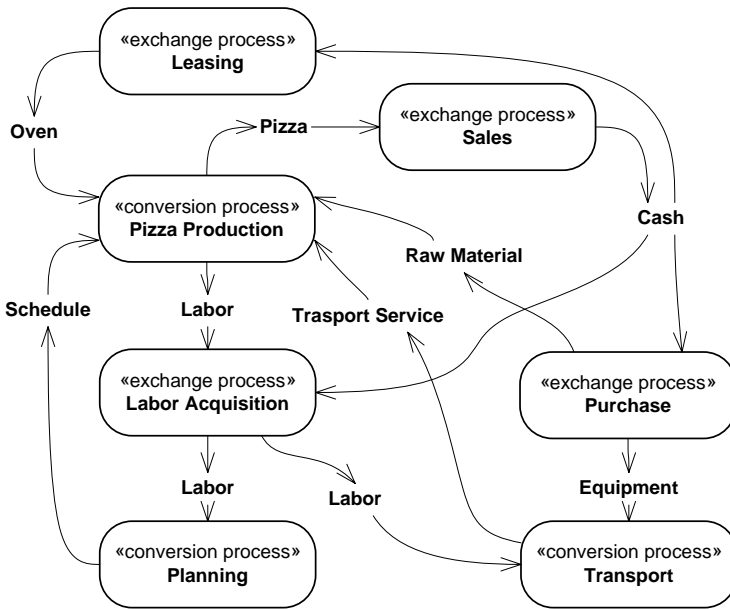 «exchange process»
Leasing
Oven
Pizza
«exchange process»
Sales
«conversion process»
Pizza Production
Cash
Raw Material
Schedule
Labor
Trasport Service
«exchange process»
Labor Acquisition
«exchange process»
Purchase
Labor
Labor
Equipment
«conversion process»
Planning
«conversion process»
Transport